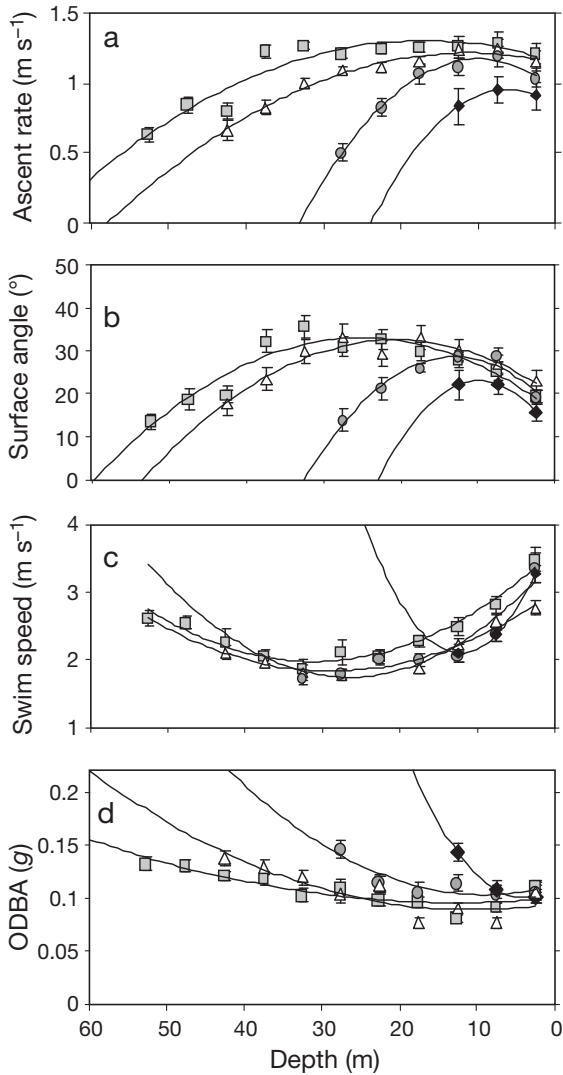 a
Ascent rate (m s⁻¹)
1.5
1
0.5
0
b
Surface angle (°)
50
40
30
20
10
0
c
Swim speed (m s⁻¹)
4
3
2
1
d
ODBA (g)
0.2
0.15
0.1
0.05
0
60 50 40 30 20 10 0
Depth (m)